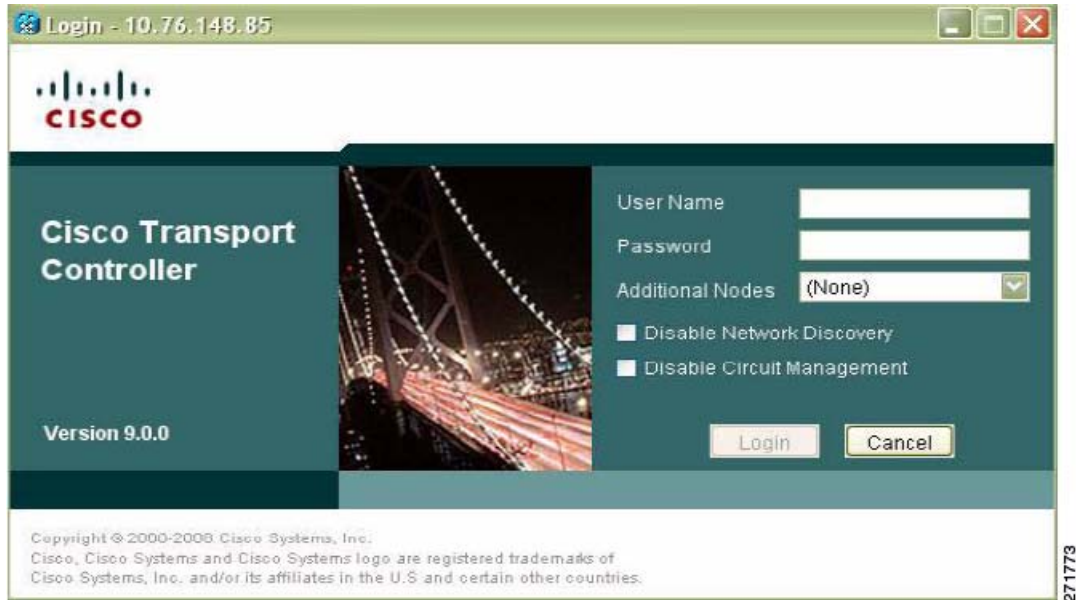 Login - 10.76.148.85
CISCO
Cisco Transport
Controller
Version 9.0.0
User Name
Password
Additional Nodes (None)
Disable Network Discovery
Disable Circuit Management
Login Cancel
Copyright © 2000-2008 Cisco Systems, Inc.
Cisco, Cisco Systems and Cisco Systems logo are registered trademarks of
Cisco Systems, Inc. and/or its affiliates in the U.S and certain other countries.
271773